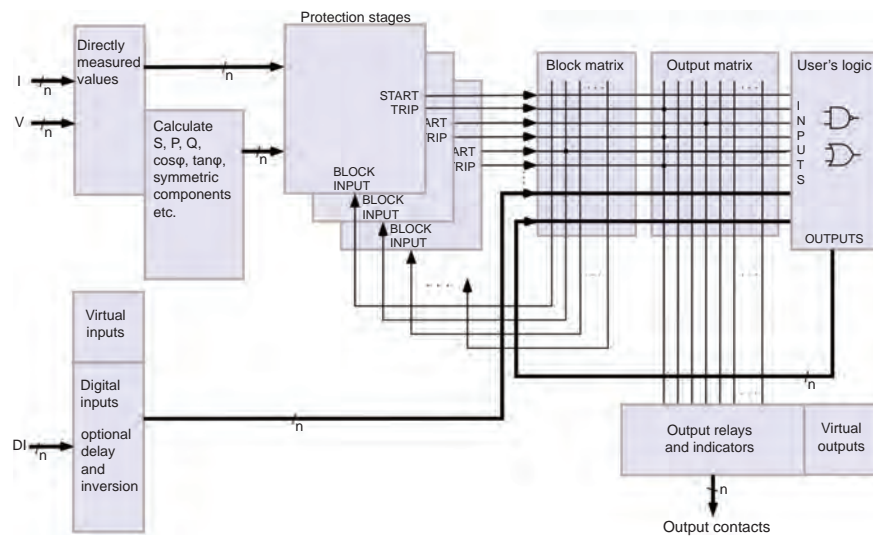 Protection stages
Directly
measured
values
I
n
n
V
n
Calculate
S, P, Q,
cosφ, tanφ,
symmetric
components
etc.
n
START
TRIP
ART
RIP
ART
RIP
BLOCK
INPUT
BLOCK
INPUT
BLOCK
INPUT
Block matrix
Output matrix
User's logic
I
N
P
U
T
S
OUTPUTS
Virtual
inputs
Digital
inputs
optional
delay
and
inversion
DI
n
n
n
Output relays
and indicators
Virtual
outputs
n
Output contacts